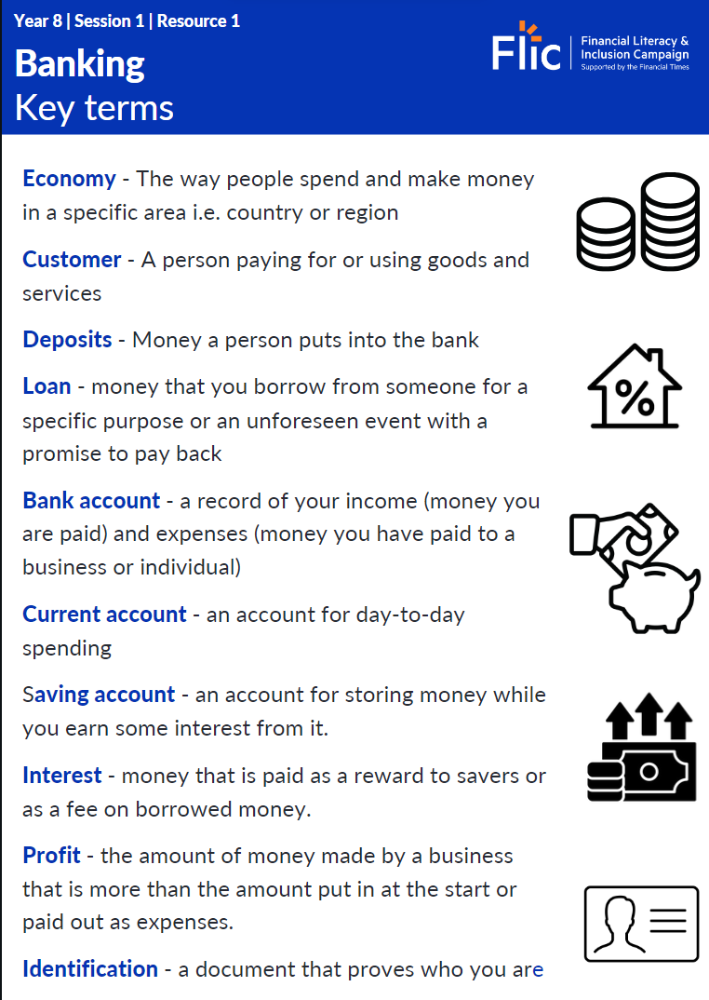 Year 8 | Session 1 | Resource 1
Banking
Key terms
Flic
Financial Literacy &
Inclusion Campaign
Supported by the Financial Times
Economy - The way people spend and make money
in a specific area i.e. country or region
Customer - A person paying for or using goods and
services
Deposits - Money a person puts into the bank
Loan - money that you borrow from someone for a
specific purpose or an unforeseen event with a
promise to pay back
Bank account - a record of your income (money you
are paid) and expenses (money you have paid to a
business or individual)
Current account - an account for day-to-day
spending
Saving account - an account for storing money while
you earn some interest from it.
Interest - money that is paid as a reward to savers or
as a fee on borrowed money.
Profit - the amount of money made by a business
that is more than the amount put in at the start or
paid out as expenses.
Identification - a document that proves who you are
%